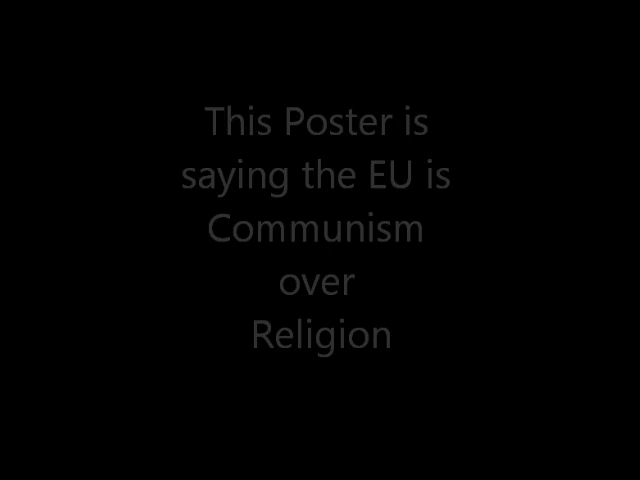 This Poster is
saying the EU is
Communism
over
Religion